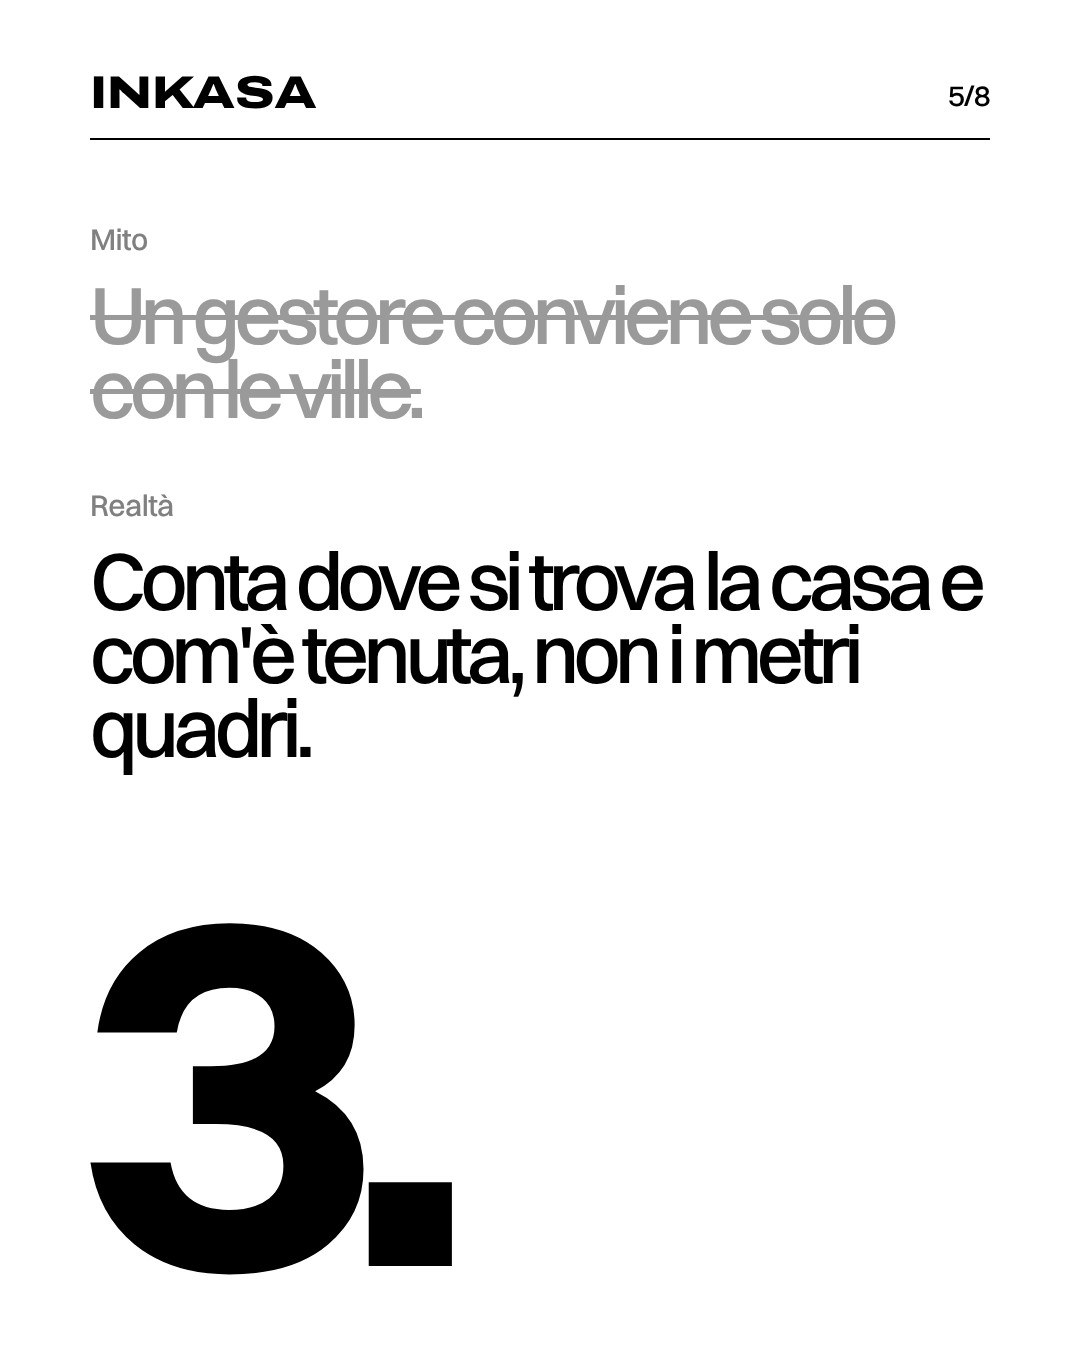 INKASA
5/8
Mito
Un gestore conviene solo
con le ville.
Realtà
Conta dove si trova la casa e
com'è tenuta, non i metri
quadri.
3.